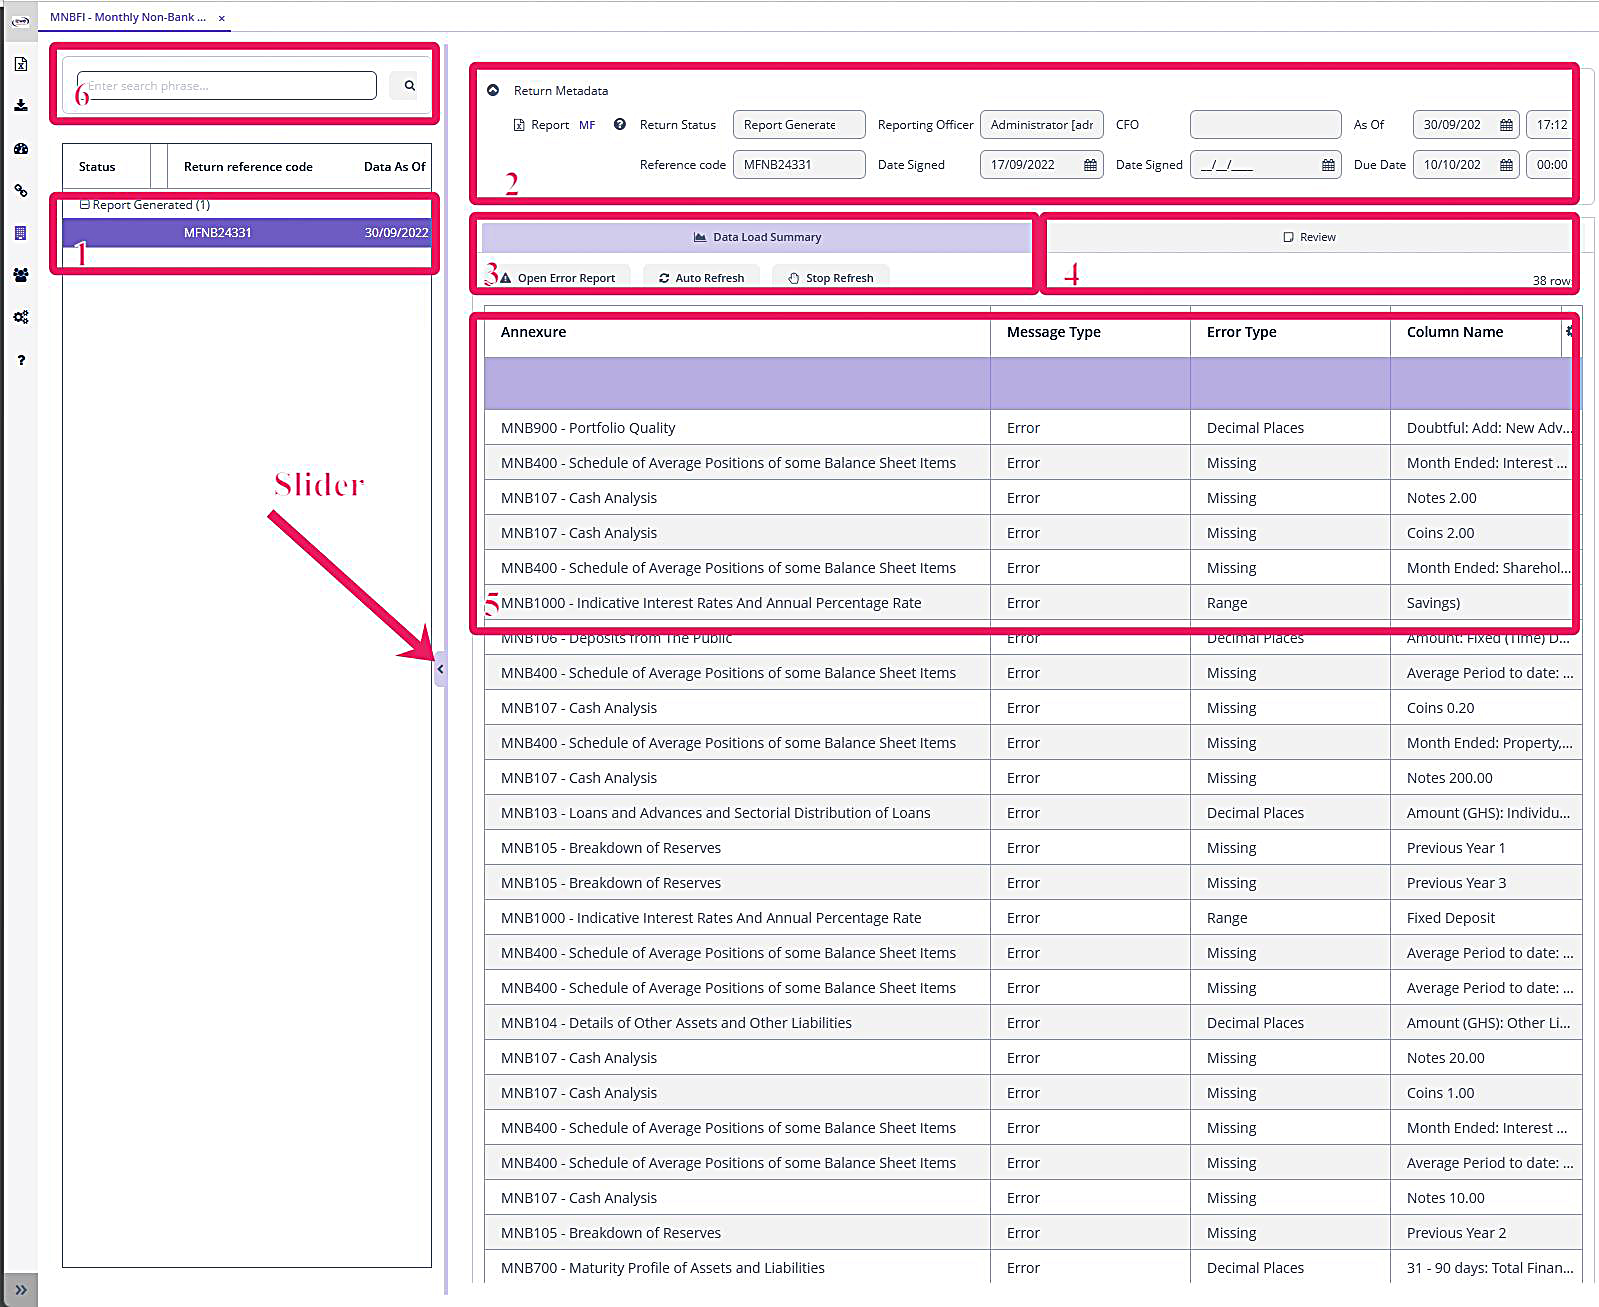 MNBFI - Monthly Non-Bank ... ×
Enter search phrase...
6
Status Return reference code Data As Of
Report Generated (1)
MFNB24331 30/09/2022
1
Slider
Return Metadata
Report MF Return Status Report Generate Reporting Officer Administrator [adr CFO As Of 30/09/202 17:12
Reference code MFNB24331 Date Signed 17/09/2022 Date Signed __/__/____ Due Date 10/10/202 00:00
2
Data Load Summary
Review
3
Open Error Report Auto Refresh Stop Refresh
4
38 row
Annexure Message Type Error Type Column Name
MNB900 - Portfolio Quality Error Decimal Places Doubtful: Add: New Adv...
MNB400 - Schedule of Average Positions of some Balance Sheet Items Error Missing Month Ended: Interest ...
MNB107 - Cash Analysis Error Missing Notes 2.00
MNB107 - Cash Analysis Error Missing Coins 2.00
MNB400 - Schedule of Average Positions of some Balance Sheet Items Error Missing Month Ended: Sharehol...
5
MNB1000 - Indicative Interest Rates And Annual Percentage Rate Error Range Savings)
MNB106 - Deposits from The Public Error Decimal Places Amount: Fixed (Time) D...
MNB400 - Schedule of Average Positions of some Balance Sheet Items Error Missing Average Period to date: ...
MNB107 - Cash Analysis Error Missing Coins 0.20
MNB400 - Schedule of Average Positions of some Balance Sheet Items Error Missing Month Ended: Property,...
MNB107 - Cash Analysis Error Missing Notes 200.00
MNB103 - Loans and Advances and Sectorial Distribution of Loans Error Decimal Places Amount (GHS): Individu...
MNB105 - Breakdown of Reserves Error Missing Previous Year 1
MNB105 - Breakdown of Reserves Error Missing Previous Year 3
MNB1000 - Indicative Interest Rates And Annual Percentage Rate Error Range Fixed Deposit
MNB400 - Schedule of Average Positions of some Balance Sheet Items Error Missing Average Period to date: ...
MNB400 - Schedule of Average Positions of some Balance Sheet Items Error Missing Average Period to date: ...
MNB104 - Details of Other Assets and Other Liabilities Error Decimal Places Amount (GHS): Other Li...
MNB107 - Cash Analysis Error Missing Notes 20.00
MNB107 - Cash Analysis Error Missing Coins 1.00
MNB400 - Schedule of Average Positions of some Balance Sheet Items Error Missing Month Ended: Interest ...
MNB400 - Schedule of Average Positions of some Balance Sheet Items Error Missing Average Period to date: ...
MNB107 - Cash Analysis Error Missing Notes 10.00
MNB105 - Breakdown of Reserves Error Missing Previous Year 2
MNB700 - Maturity Profile of Assets and Liabilities Error Decimal Places 31 - 90 days: Total Finan...